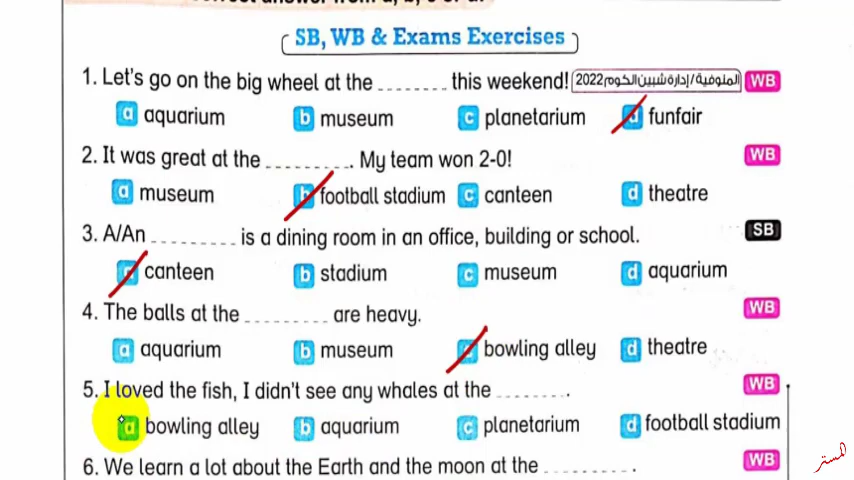 SB, WB & Exams Exercises
1. Let's go on the big wheel at the ........ this weekend! المنوفية/إدارة شبين الكوم 2022 WB
a aquarium b museum c planetarium d funfair
2. It was great at the ......... . My team won 2-0! WB
a museum b football stadium c canteen d theatre
3. A/An ......... is a dining room in an office, building or school. SB
a canteen b stadium c museum d aquarium
4. The balls at the ......... are heavy. WB
a aquarium b museum c bowling alley d theatre
5. I loved the fish, I didn't see any whales at the ........ . WB
a bowling alley b aquarium c planetarium d football stadium
6. We learn a lot about the Earth and the moon at the ......... . WB